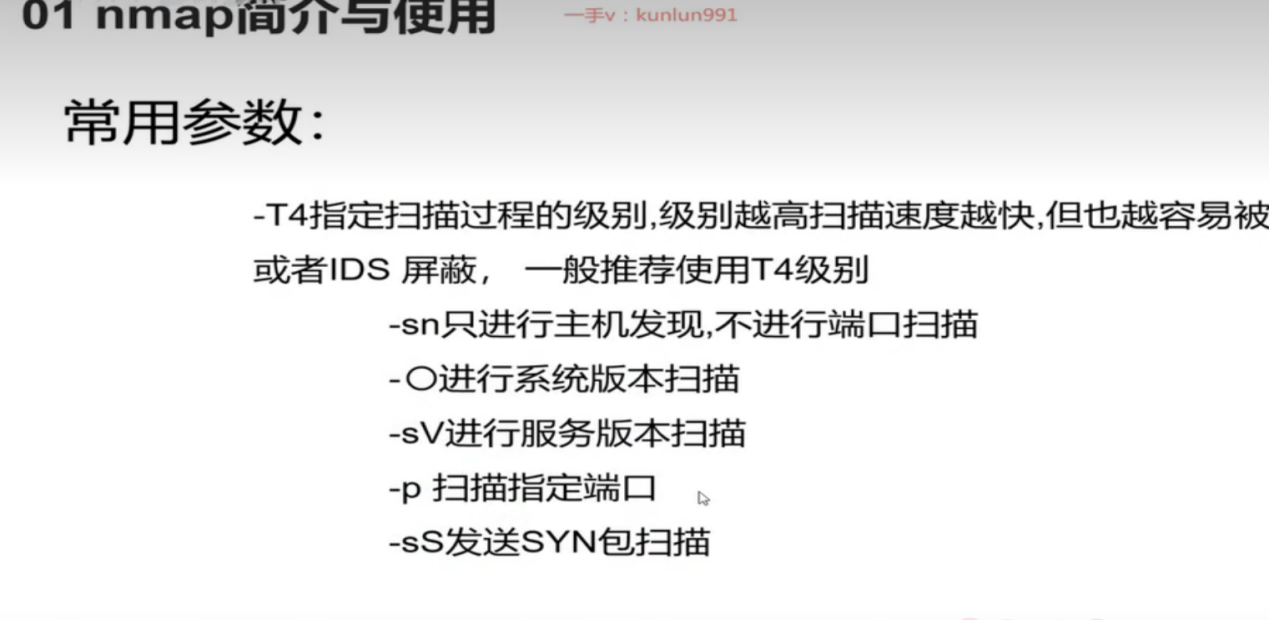 01 nmap简介与使用
一手v：kunlun991
常用参数：
-T4指定扫描过程的级别,级别越高扫描速度越快,但也越容易被
或者IDS 屏蔽， 一般推荐使用T4级别
-sn只进行主机发现,不进行端口扫描
-O进行系统版本扫描
-sV进行服务版本扫描
-p 扫描指定端口
-sS发送SYN包扫描